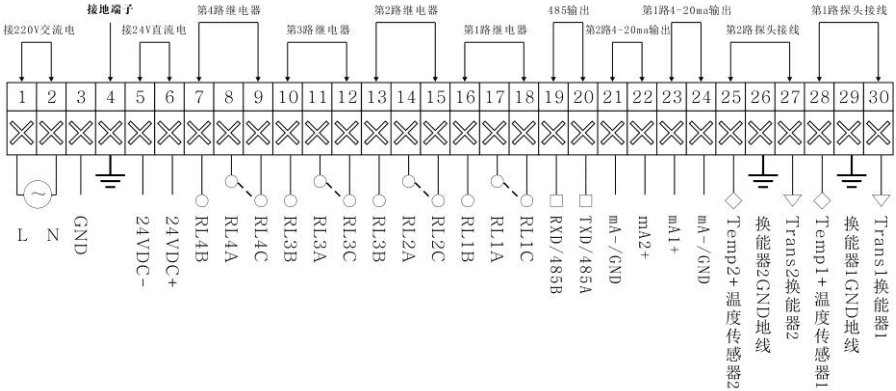 接地端子
第4路继电器
第2路继电器
485输出
第1路4-20ma输出
第1路探头接线
接220V交流电
接24V直流电
第3路继电器
第1路继电器
第2路4-20ma输出
第2路探头接线
1 2 3 4 5 6 7 8 9 10 11 12 13 14 15 16 17 18 19 20 21 22 23 24 25 26 27 28 29 30
~
L N
GND
24VDC-
24VDC+
RL4B
RL4A
RL4C
RL3B
RL3A
RL3C
RL3B
RL2A
RL2C
RL1B
RL1A
RL1C
RXD/485B
TXD/485A
mA-/GND
mA2+
mA1+
mA-/GND
Temp2+温度传感器2
换能器2GND地线
Trans2换能器2
Temp1+温度传感器1
换能器1GND地线
Trans1换能器1